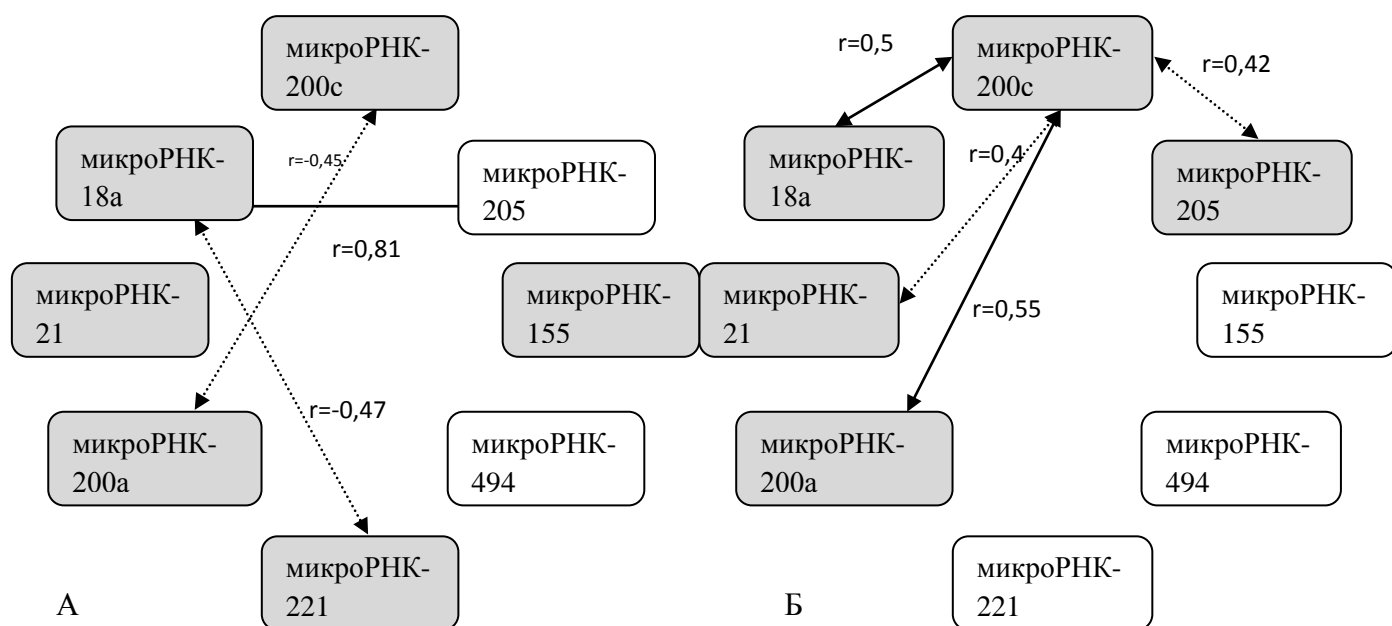 микроРНК-
200с
r=-0,45
микроРНК-
18а
микроРНК-
205
r=0,81
микроРНК-
21
микроРНК-
155
r=-0,47
микроРНК-
200а
микроРНК-
494
микроРНК-
221
А
r=0,5
микроРНК-
200с
r=0,42
микроРНК-
18а
r=0,4
микроРНК-
205
микроРНК-
21
r=0,55
микроРНК-
155
микроРНК-
200а
микроРНК-
494
микроРНК-
221
Б